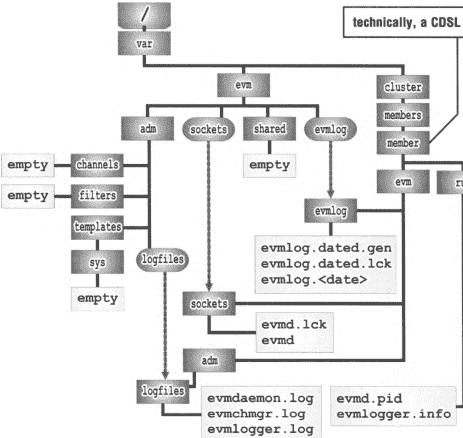 /
var
technically, a CDSL
evm
cluster
members
member
adm
sockets
shared
evmlog
empty
channels
empty
empty
filters
evm
ru
templates
evmlog
sys
logfiles
evmlog.dated.gen
evmlog.dated.lck
evmlog.<date>
empty
sockets
evmd.lck
evmd
adm
logfiles
evmdaemon.log
evmchmgr.log
evmlogger.log
evmd.pid
evmlogger.info